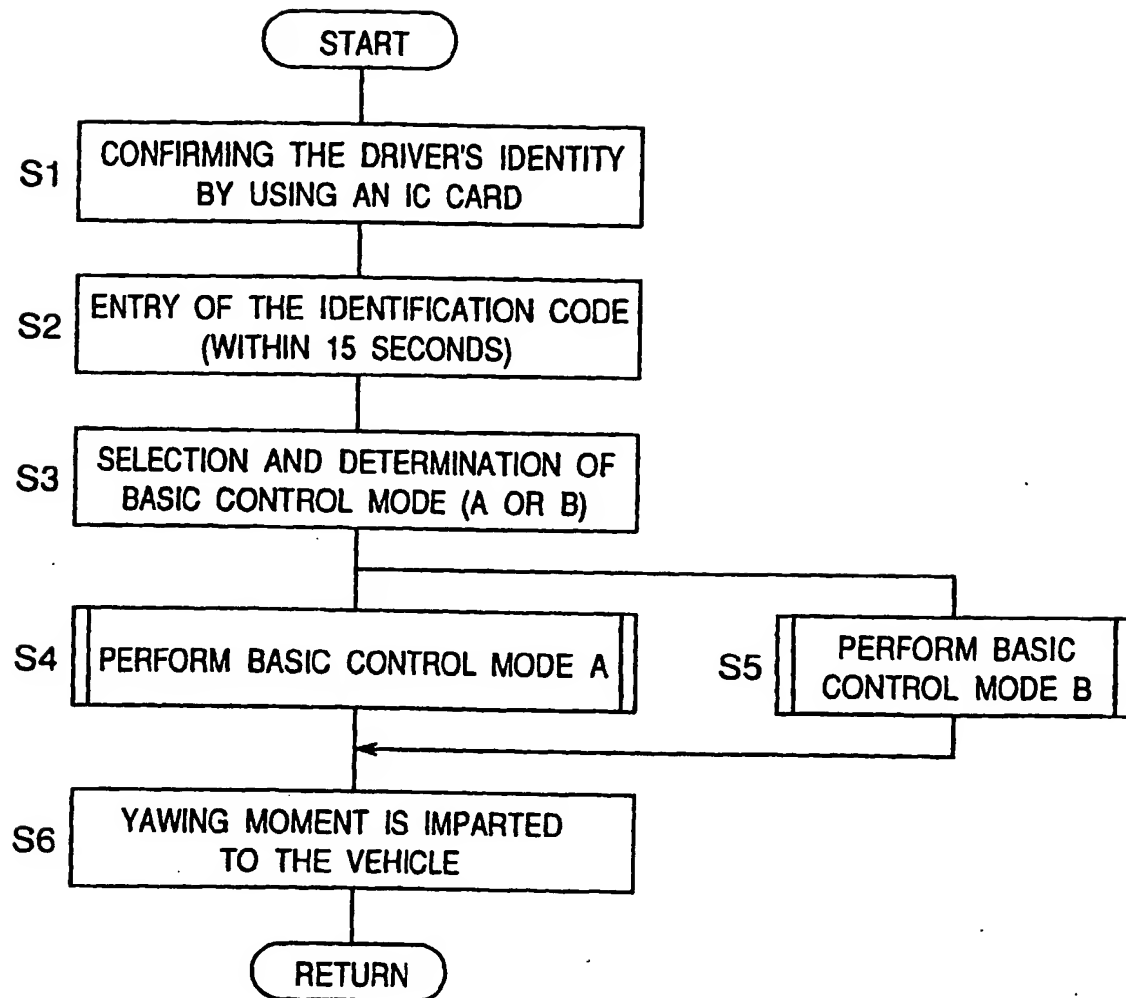 START
S1
CONFIRMING THE DRIVER'S IDENTITY
BY USING AN IC CARD
S2
ENTRY OF THE IDENTIFICATION CODE
(WITHIN 15 SECONDS)
S3
SELECTION AND DETERMINATION OF
BASIC CONTROL MODE (A OR B)
S4
PERFORM BASIC CONTROL MODE A
S5
PERFORM BASIC
CONTROL MODE B
S6
YAWING MOMENT IS IMPARTED
TO THE VEHICLE
RETURN